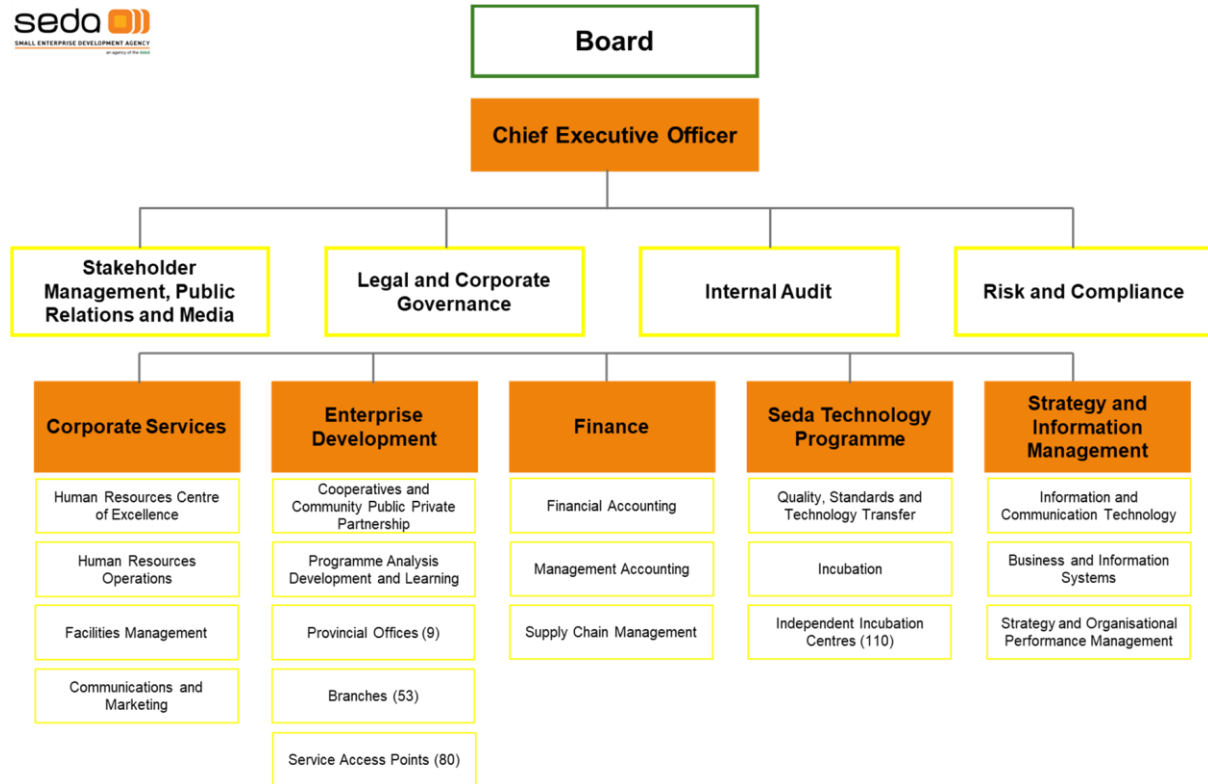 seda
SMALL ENTERPRISE DEVELOPMENT AGENCY
an agency of the dsbd
Board
Chief Executive Officer
Stakeholder
Management, Public
Relations and Media
Legal and Corporate
Governance
Internal Audit
Risk and Compliance
Corporate Services
Enterprise
Development
Finance
Seda Technology
Programme
Strategy and
Information
Management
Human Resources Centre
of Excellence
Cooperatives and
Community Public Private
Partnership
Financial Accounting
Quality, Standards and
Technology Transfer
Information and
Communication Technology
Human Resources
Operations
Programme Analysis
Development and Learning
Management Accounting
Incubation
Business and Information
Systems
Facilities Management
Provincial Offices (9)
Supply Chain Management
Independent Incubation
Centres (110)
Strategy and Organisational
Performance Management
Communications and
Marketing
Branches (53)
Service Access Points (80)